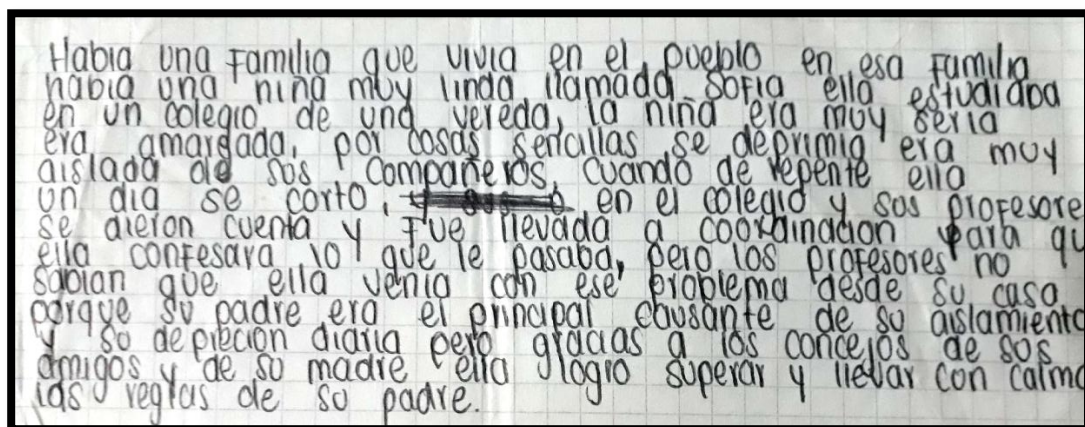 Habia una Familia que vivia en el pueblo en esa Familia
habia una niña muy linda llamada Sofia ella estudiaba
en un colegio de una vereda, la niña era muy seria
era amargada, por cosas sencillas se deprimia era muy
aislada de sus compañeros, cuando de repente ella
un dia se corto, en el colegio y sus profesore
se dieron cuenta y Fue llevada a coordinacion para qu
ella confesara lo que le pasaba, pero los profesores no
sabian que ella venia con ese problema desde su casa
porque su padre era el principal causante de su aislamiento
y su deprecion diaria pero gracias a los concejos de sus
amigos y de su madre ella logro superar y llevar con calma
las reglas de su padre.